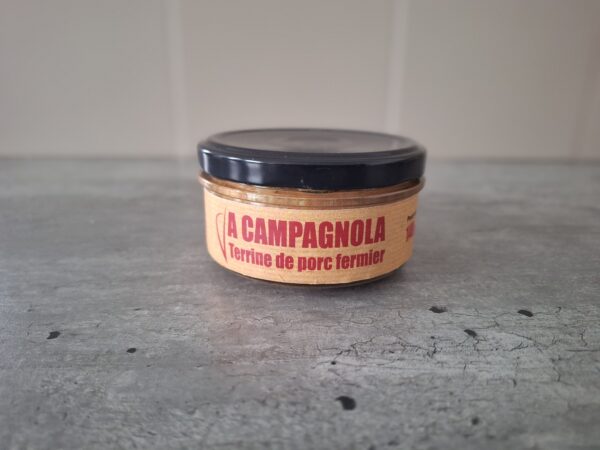 A CAMPAGNOLA
Terrine de porc fermier